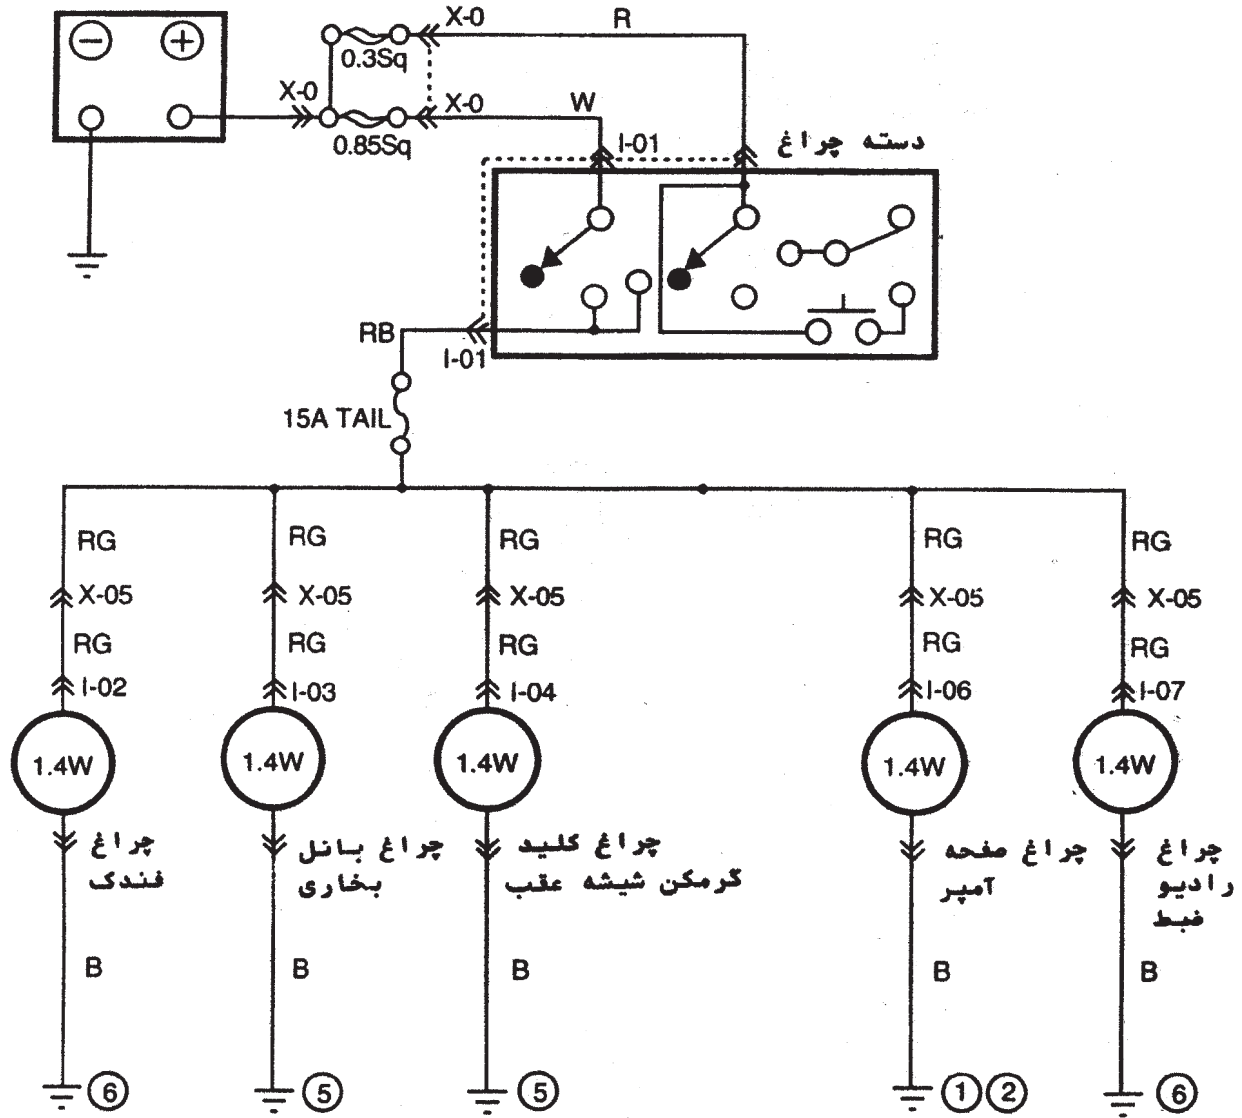 X-0 R
− +
0.3Sq
X-0 X-0 W
0.85Sq
I-01 دسته چراغ
RB
I-01
15A TAIL
RG RG RG RG RG
X-05 X-05 X-05 X-05 X-05
RG RG RG RG RG
I-02 I-03 I-04 I-06 I-07
1.4W 1.4W 1.4W 1.4W 1.4W
چراغ
فندک
چراغ پانل
بخاری
چراغ کلید
گرمکن شیشه عقب
چراغ صفحه
آمپر
چراغ
رادیو
ضبط
B B B B B
6 5 5 1 2 6